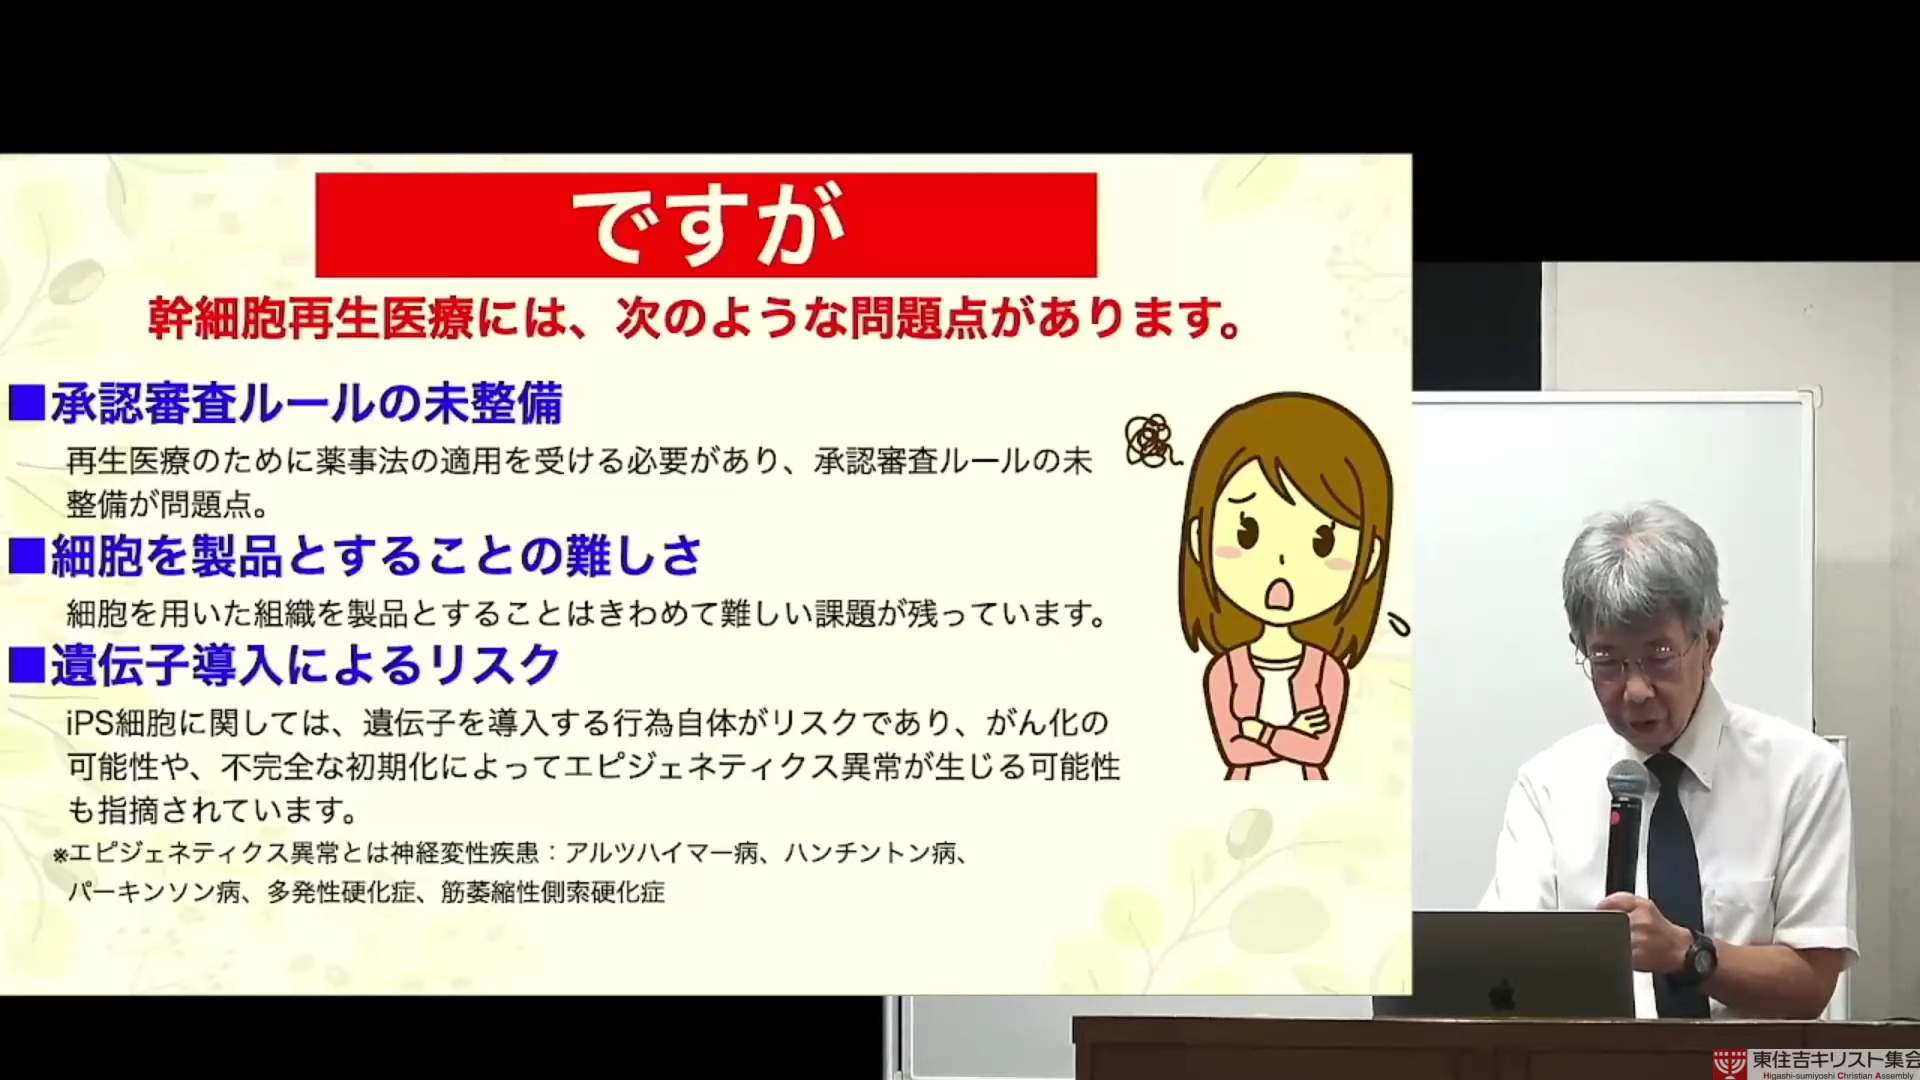 ですが
幹細胞再生医療には、次のような問題点があります。
■承認審査ルールの未整備
再生医療のために薬事法の適用を受ける必要があり、承認審査ルールの未
整備が問題点。
■細胞を製品とすることの難しさ
細胞を用いた組織を製品とすることはきわめて難しい課題が残っています。
■遺伝子導入によるリスク
iPS細胞に関しては、遺伝子を導入する行為自体がリスクであり、がん化の
可能性や、不完全な初期化によってエピジェネティクス異常が生じる可能性
も指摘されています。
※エピジェネティクス異常とは神経変性疾患：アルツハイマー病、ハンチントン病、
パーキンソン病、多発性硬化症、筋萎縮性側索硬化症
東住吉キリスト集会
Higashi-sumiyoshi Christian Assembly